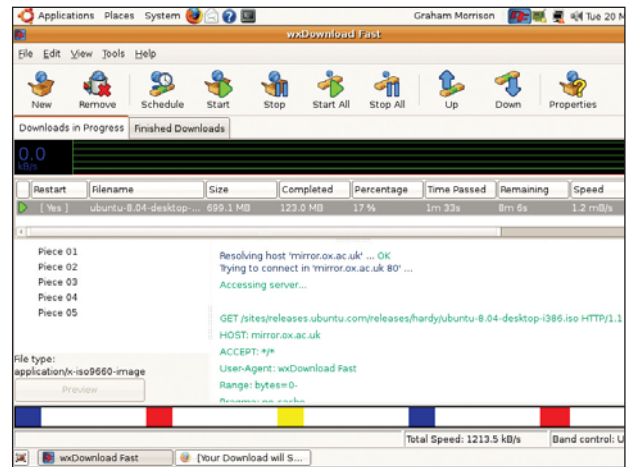 Applications Places System Graham Morrison Tue 20 M
wxDownload Fast
File Edit View Tools Help
New Remove Schedule Start Stop Start All Stop All Up Down Properties
Downloads in Progress Finished Downloads
0.0
kB/s
Restart Filename Size Completed Percentage Time Passed Remaining Speed
[ Yes ] ubuntu-8.04-desktop-... 699.1 MB 123.0 MB 17 % 1m 33s 8m 6s 1.2 mB/s
Piece 01
Piece 02
Piece 03
Piece 04
Piece 05
Resolving host 'mirror.ox.ac.uk' ... OK
Trying to connect in 'mirror.ox.ac.uk 80' ...
Accessing server...
GET /sites/releases.ubuntu.com/releases/hardy/ubuntu-8.04-desktop-i386.iso HTTP/1.1
HOST: mirror.ox.ac.uk
ACCEPT: */*
User-Agent: wxDownload Fast
Range: bytes=0-
Pragma: no-cache
File type:
application/x-iso9660-image
Preview
Total Speed: 1213.5 kB/s Band control: U
wxDownload Fast [Your Download will S...]